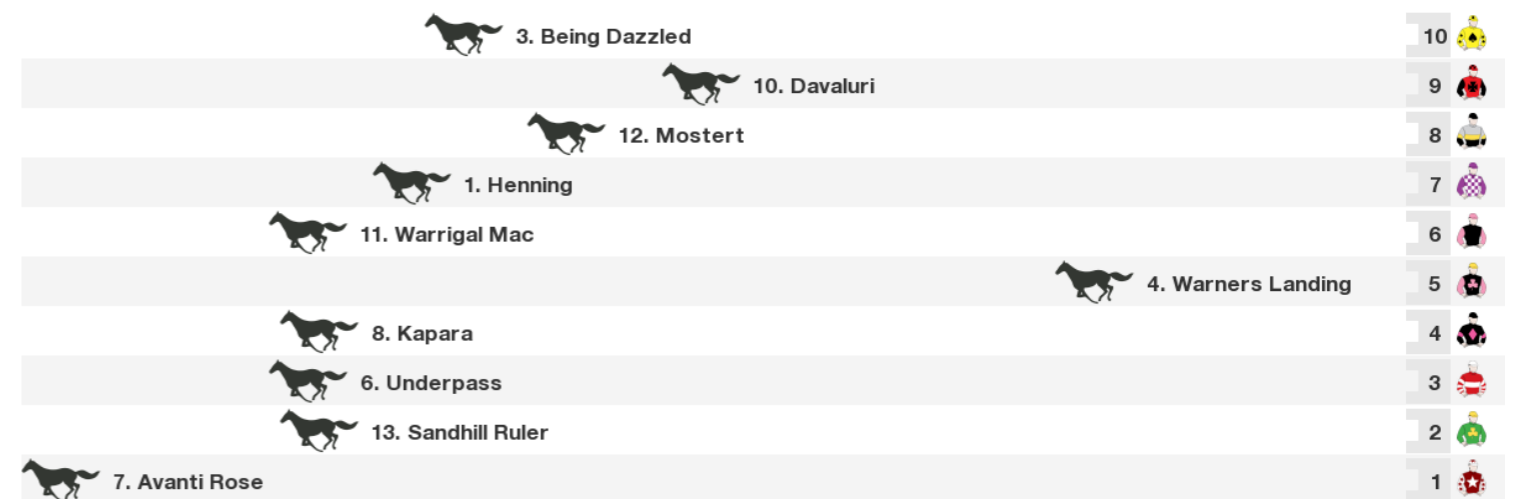 3. Being Dazzled 10
10. Davaluri 9
12. Mostert 8
1. Henning 7
11. Warrigal Mac 6
4. Warners Landing 5
8. Kapara 4
6. Underpass 3
13. Sandhill Ruler 2
7. Avanti Rose 1